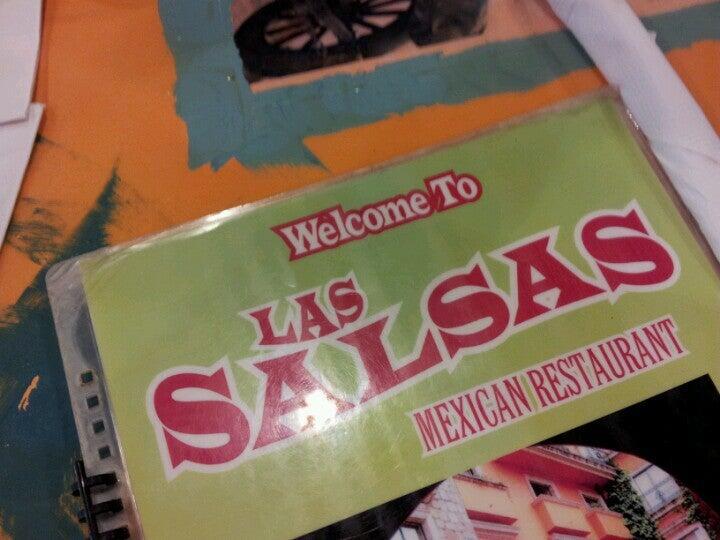 Welcome To
LAS
SALSAS
MEXICAN RESTAURANT